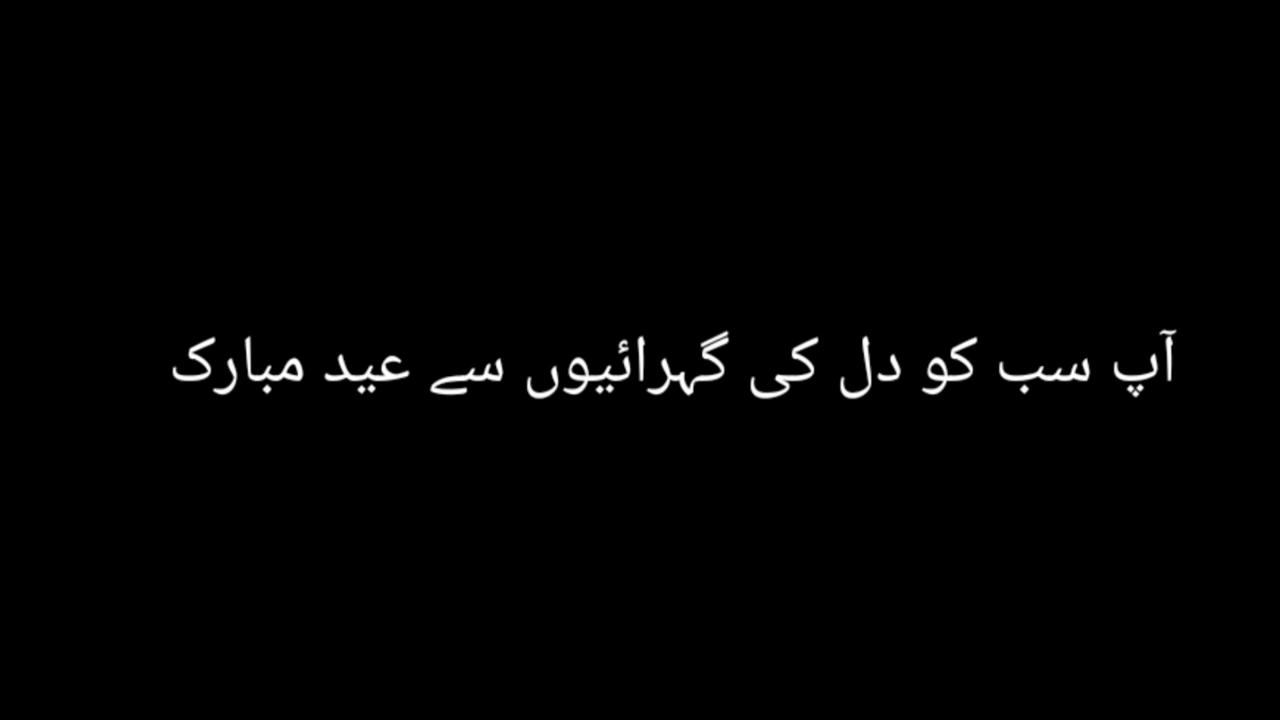 آپ سب کو دل کی گہرائیوں سے عید مبارک